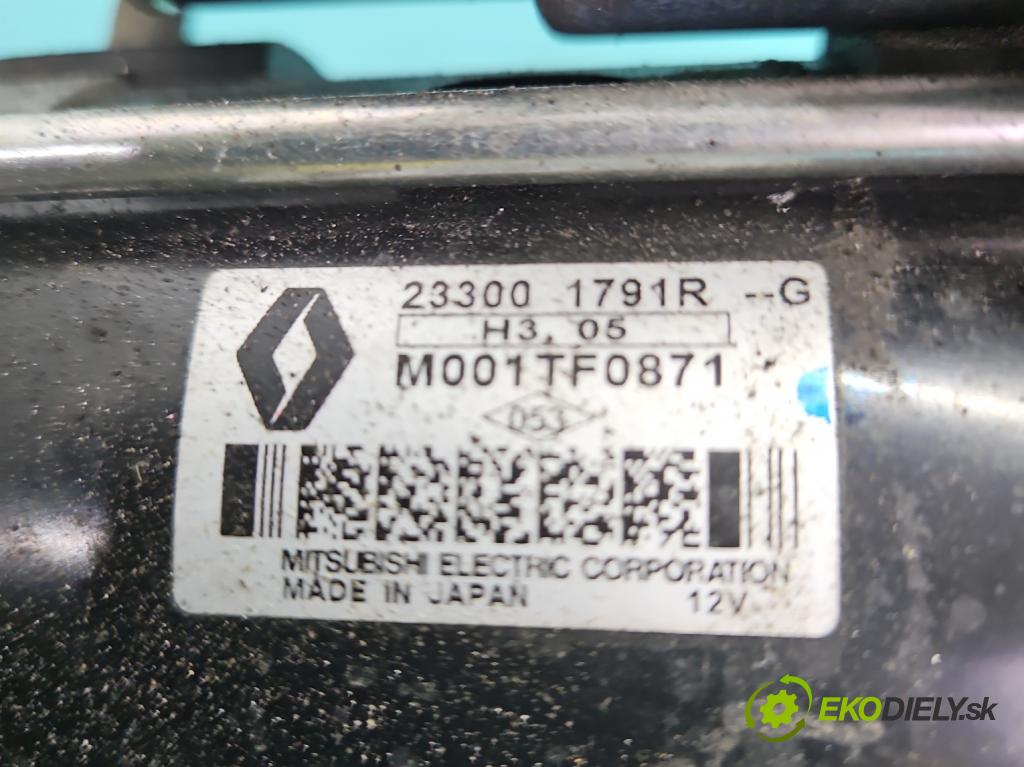 23300 1791R --G
H3, 05
M001TF0871
053
MITSUBISHI ELECTRIC CORPORATION
MADE IN JAPAN 12V
EKODIELY.sk